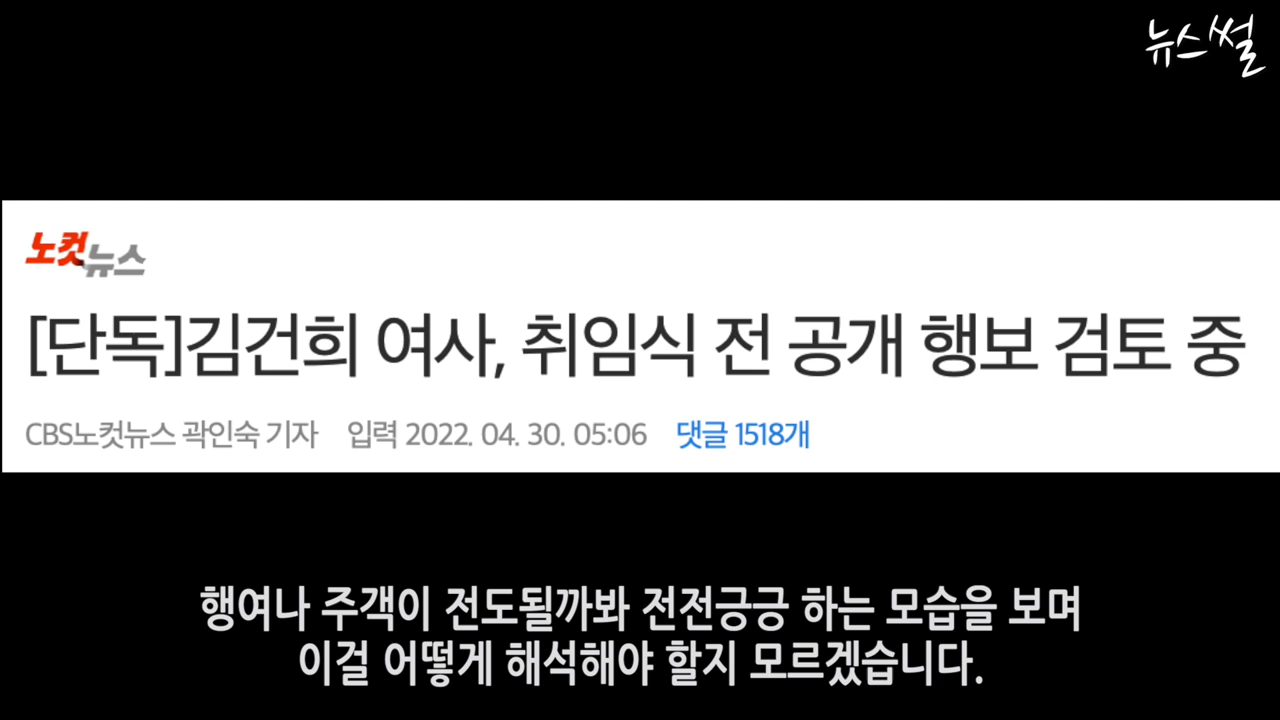 뉴스썰
노컷뉴스
[단독]김건희 여사, 취임식 전 공개 행보 검토 중
CBS노컷뉴스 곽인숙 기자 입력 2022. 04. 30. 05:06 댓글 1518개
행여나 주객이 전도될까봐 전전긍긍 하는 모습을 보며
이걸 어떻게 해석해야 할지 모르겠습니다.